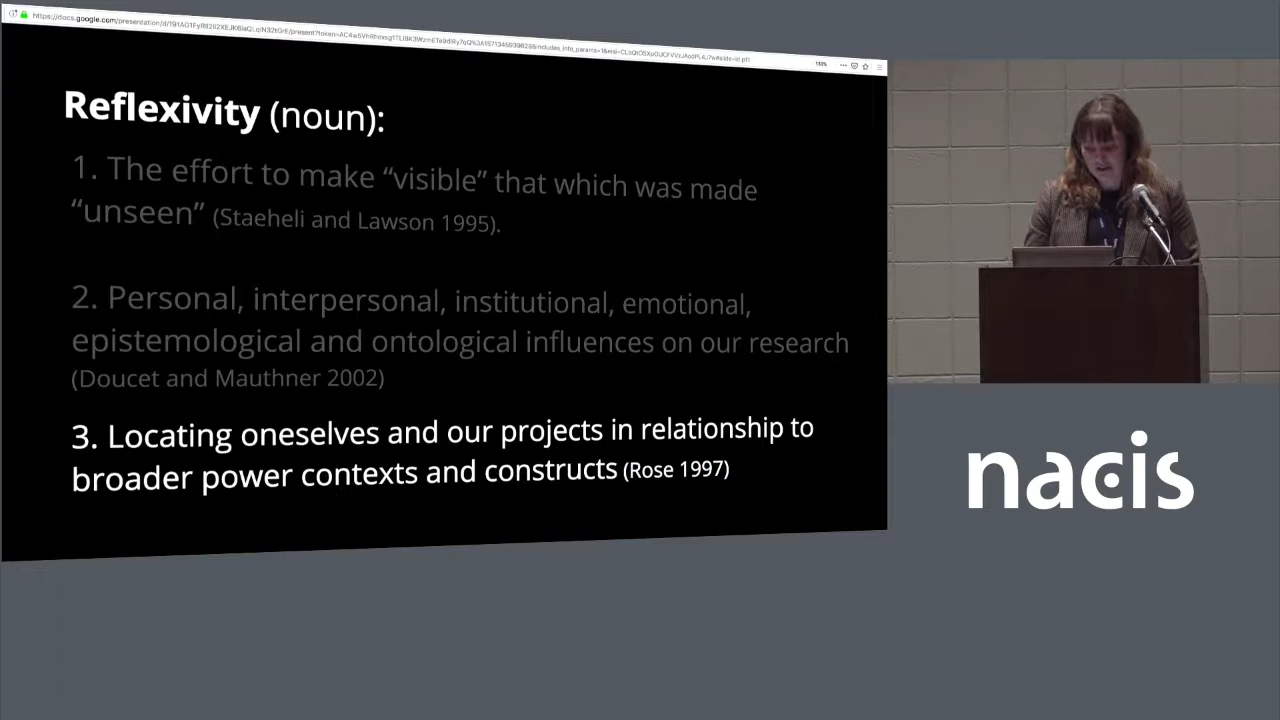 Reflexivity (noun):
1. The effort to make “visible” that which was made
“unseen” (Staeheli and Lawson 1995).
2. Personal, interpersonal, institutional, emotional,
epistemological and ontological influences on our research
(Doucet and Mauthner 2002)
3. Locating oneselves and our projects in relationship to
broader power contexts and constructs (Rose 1997)
nacis
133%